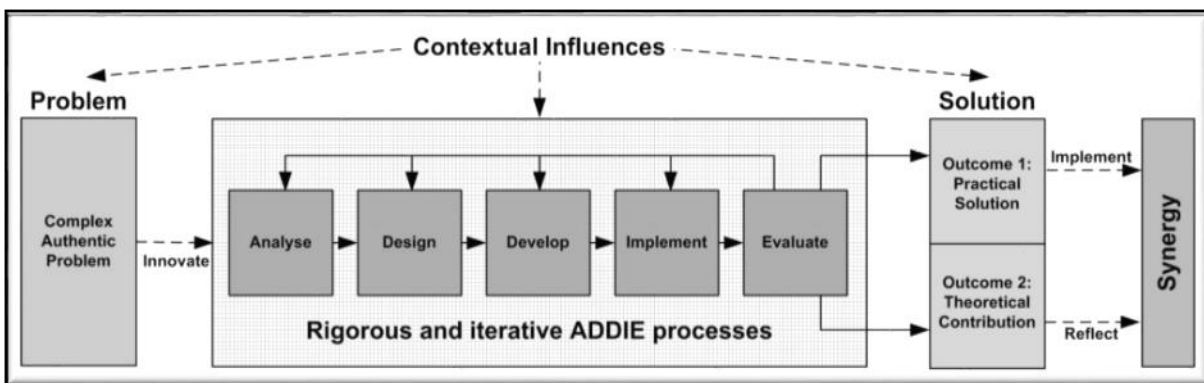 Contextual Influences
Problem
Solution
Complex
Authentic
Problem
Innovate
Analyse
Design
Develop
Implement
Evaluate
Rigorous and iterative ADDIE processes
Outcome 1:
Practical
Solution
Outcome 2:
Theoretical
Contribution
Implement
Reflect
Synergy